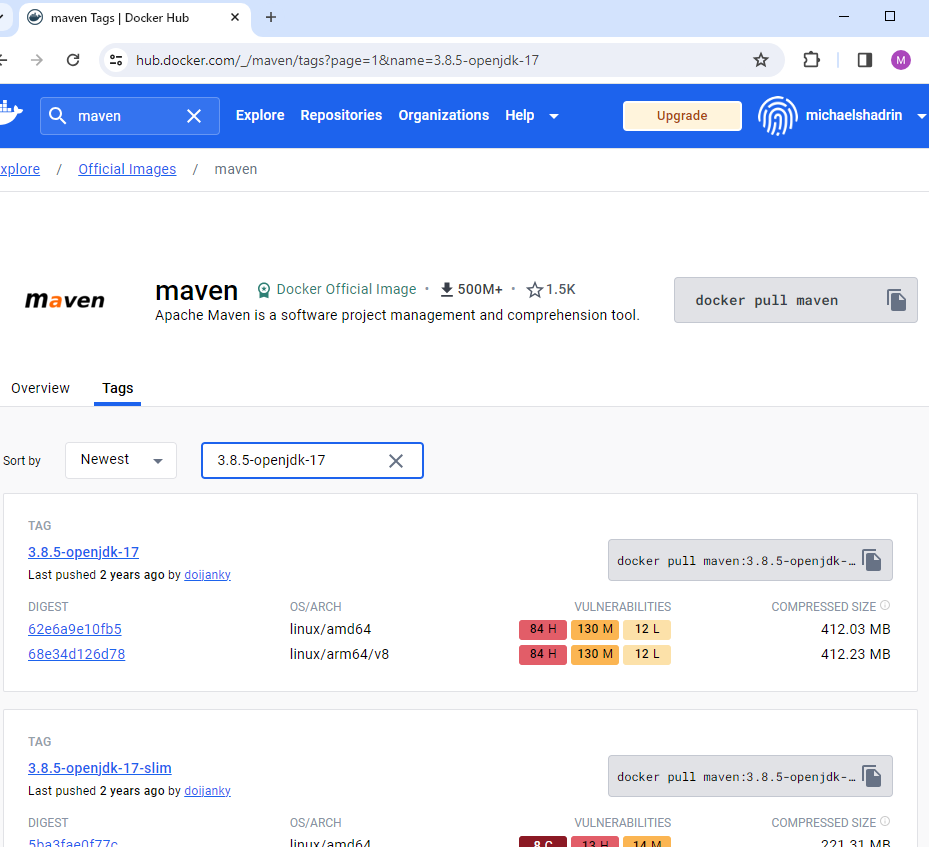 maven Tags | Docker Hub
hub.docker.com/_/maven/tags?page=1&name=3.8.5-openjdk-17
M
maven
Explore
Repositories
Organizations
Help
Upgrade
michaelshadrin
xplore / Official Images / maven
maven
maven
Docker Official Image • 500M+ • 1.5K
Apache Maven is a software project management and comprehension tool.
docker pull maven
Overview
Tags
Sort by
Newest
3.8.5-openjdk-17
TAG
3.8.5-openjdk-17
Last pushed 2 years ago by doijanky
docker pull maven:3.8.5-openjdk-…
DIGEST OS/ARCH VULNERABILITIES COMPRESSED SIZE
62e6a9e10fb5 linux/amd64 84 H 130 M 12 L 412.03 MB
68e34d126d78 linux/arm64/v8 84 H 130 M 12 L 412.23 MB
TAG
3.8.5-openjdk-17-slim
Last pushed 2 years ago by doijanky
docker pull maven:3.8.5-openjdk-…
DIGEST OS/ARCH VULNERABILITIES COMPRESSED SIZE
5ba3fae0f77c linux/amd64 8 C 13 H 14 M 221.31 MB